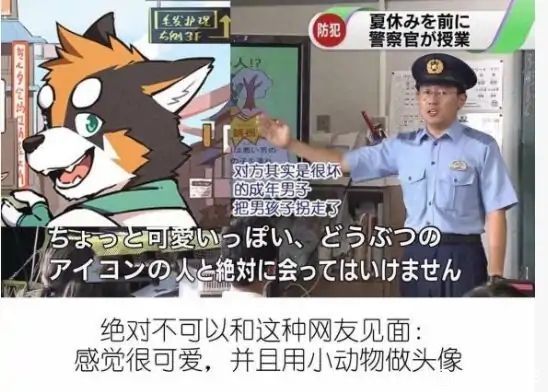 防犯
夏休みを前に
警察官が授業
人!?
对方其实是很坏
的成年男子
把男孩子拐走了
ちょっと可愛いっぽい、どうぶつの
アイコンの人と絶対に会ってはいけません
绝对不可以和这种网友见面：
感觉很可爱，并且用小动物做头像